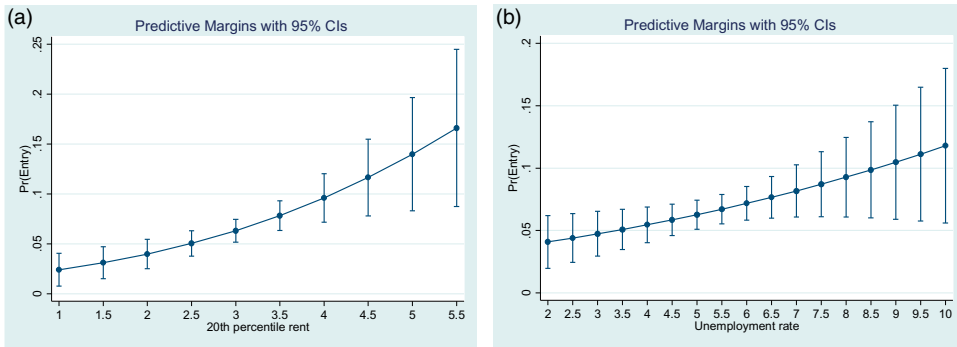 (a)
Predictive Margins with 95% CIs
.25
.2
.15
.1
.05
0
Pr(Entry)
1 1.5 2 2.5 3 3.5 4 4.5 5 5.5
20th percentile rent
(b)
Predictive Margins with 95% CIs
.2
.15
.1
.05
0
Pr(Entry)
2 2.5 3 3.5 4 4.5 5 5.5 6 6.5 7 7.5 8 8.5 9 9.5 10
Unemployment rate